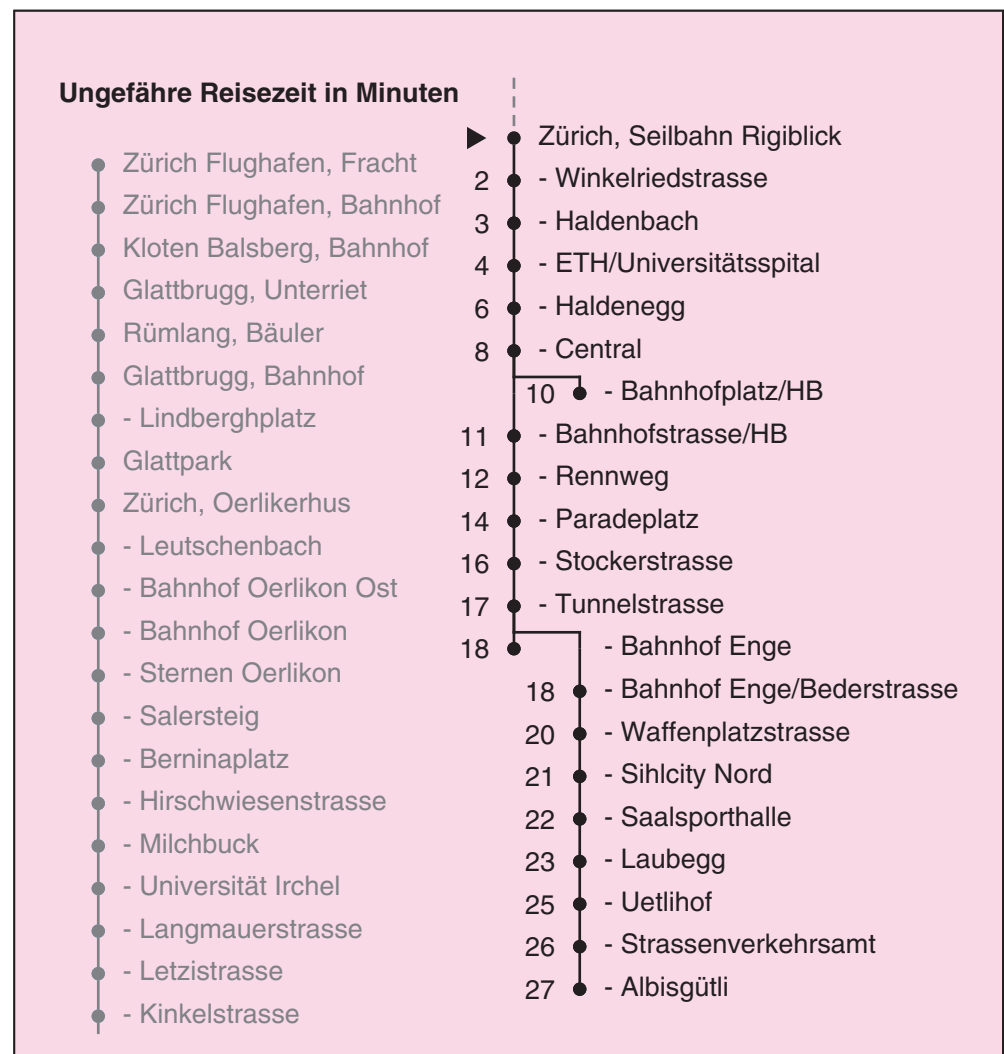 Ungefähre Reisezeit in Minuten
Zürich Flughafen, Fracht
Zürich Flughafen, Bahnhof
Kloten Balsberg, Bahnhof
Glattbrugg, Unterriet
Rümlang, Bäuler
Glattbrugg, Bahnhof
- Lindberghplatz
Glattpark
Zürich, Oerlikerhus
- Leutschenbach
- Bahnhof Oerlikon Ost
- Bahnhof Oerlikon
- Sternen Oerlikon
- Salersteig
- Berninaplatz
- Hirschwiesenstrasse
- Milchbuck
- Universität Irchel
- Langmauerstrasse
- Letzistrasse
- Kinkelstrasse
Zürich, Seilbahn Rigiblick
2 - Winkelriedstrasse
3 - Haldenbach
4 - ETH/Universitätsspital
6 - Haldenegg
8 - Central
10 - Bahnhofplatz/HB
11 - Bahnhofstrasse/HB
12 - Rennweg
14 - Paradeplatz
16 - Stockerstrasse
17 - Tunnelstrasse
18 - Bahnhof Enge
18 - Bahnhof Enge/Bederstrasse
20 - Waffenplatzstrasse
21 - Sihlcity Nord
22 - Saalsporthalle
23 - Laubegg
25 - Uetlihof
26 - Strassenverkehrsamt
27 - Albisgütli